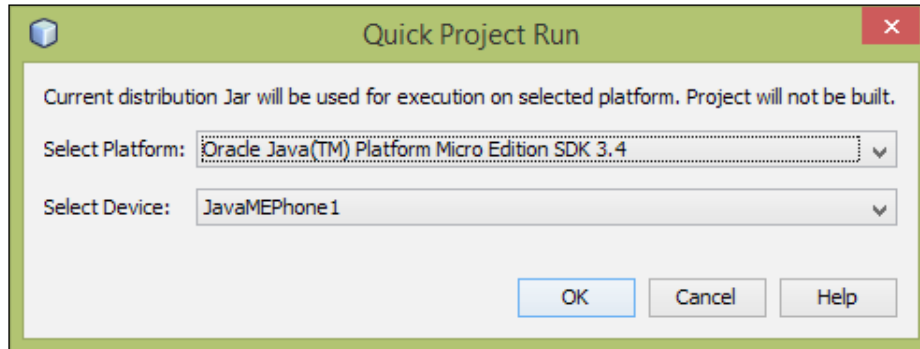 Quick Project Run
Current distribution Jar will be used for execution on selected platform. Project will not be built.
Select Platform: Oracle Java(TM) Platform Micro Edition SDK 3.4
Select Device: JavaMEPhone1
OK Cancel Help